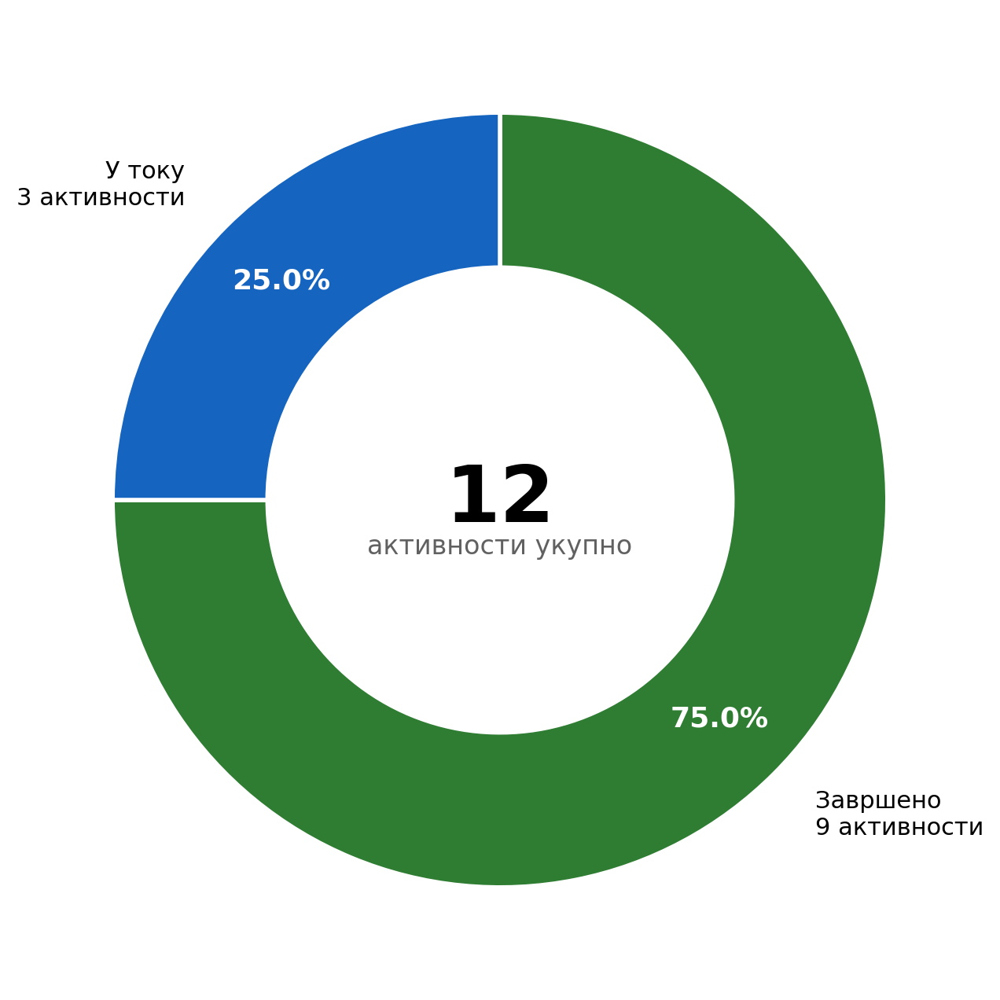 У току
3 активности
25.0%
12
активности укупно
75.0%
Завршено
9 активности